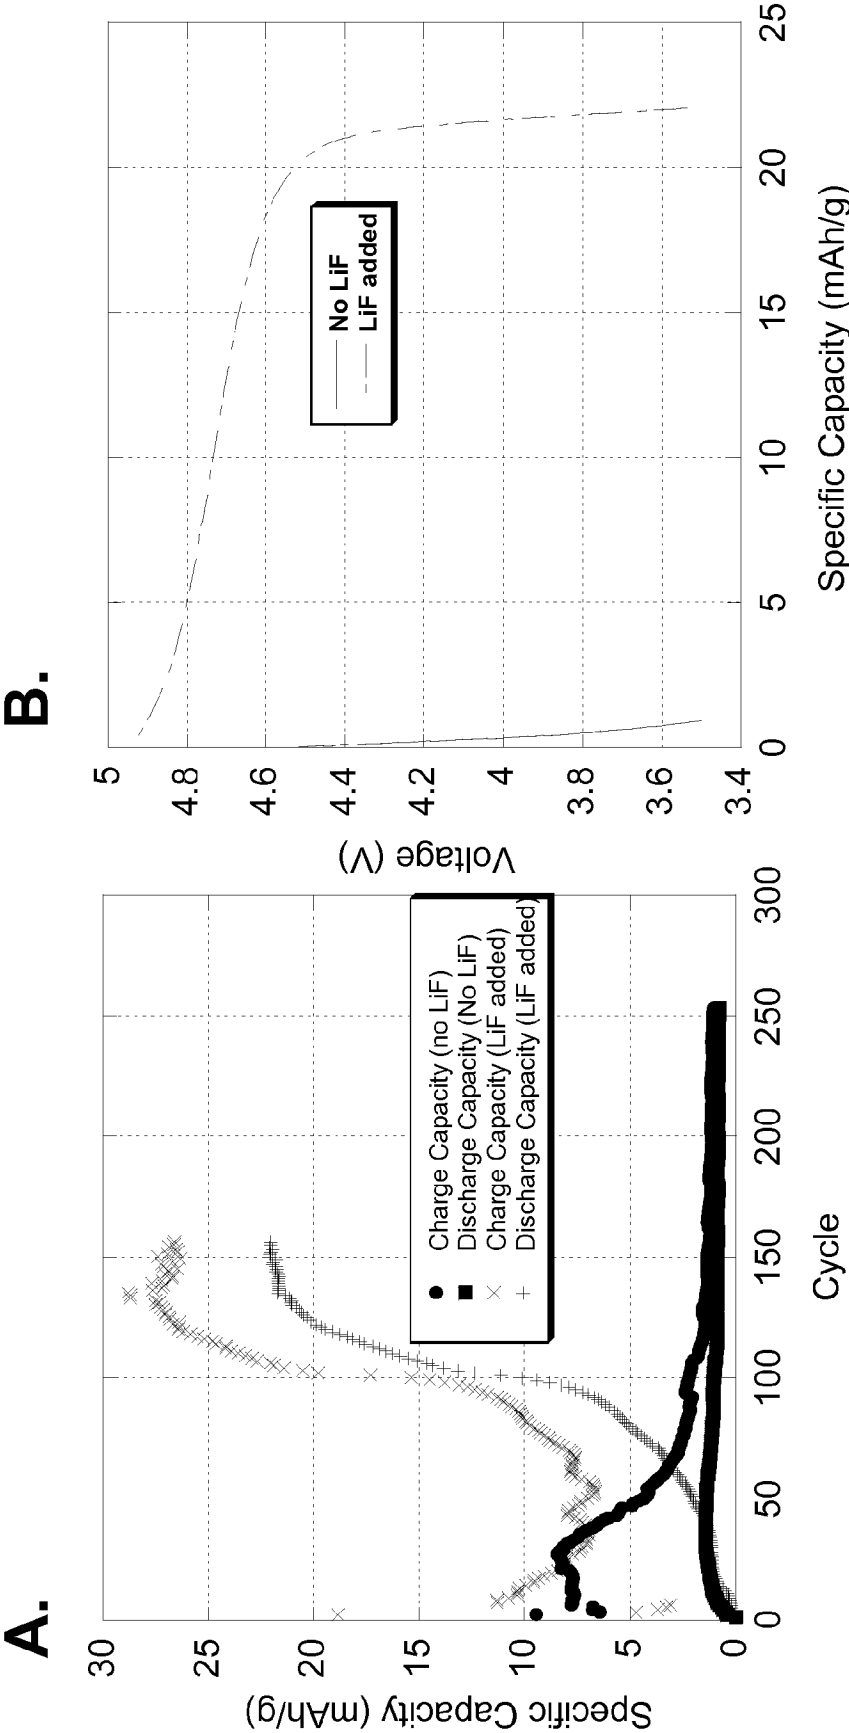 A.
30
25
20
15
10
5
0
Specific Capacity (mAh/g)
0
50
100
150
200
250
300
Cycle
Charge Capacity (no LiF)
Discharge Capacity (No LiF)
Charge Capacity (LiF added)
Discharge Capacity (LiF added)
B.
5
4.8
4.6
4.4
4.2
4
3.8
3.6
3.4
Voltage (V)
0
5
10
15
20
25
Specific Capacity (mAh/g)
No LiF
LiF added